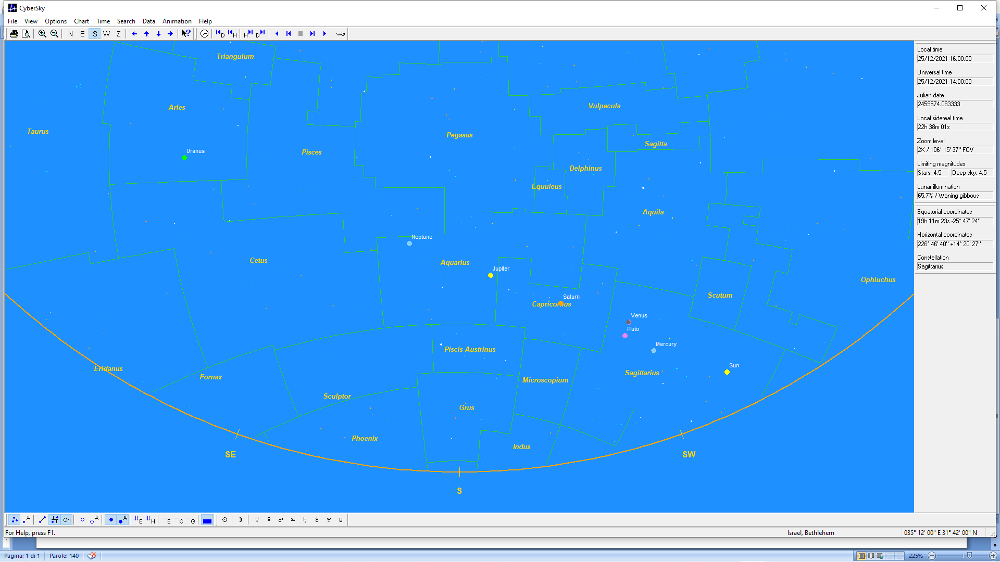 CyberSky
File View Options Chart Time Search Data Animation Help
N E S W Z D H H D
Triangulum
Aries
Taurus
Vulpecula
Pegasus
Sagitta
Uranus
Pisces
Delphinus
Equuleus
Aquila
Neptune
Cetus
Aquarius
Jupiter
Ophiuchus
Scutum
Saturn
Capricornus
Venus
Pluto
Mercury
Piscis Austrinus
Sun
Eridanus
Fornax
Sagittarius
Microscopium
Sculptor
Grus
Phoenix
Indus
SE
SW
S
Local time
25/12/2021 16:00:00
Universal time
25/12/2021 14:00:00
Julian date
2459574.083333
Local sidereal time
22h 38m 01s
Zoom level
2X / 106° 15' 37" FOV
Limiting magnitudes
Stars: 4.5 Deep sky: 4.5
Lunar illumination
65.7% / Waning gibbous
Equatorial coordinates
19h 11m 23s -25° 47' 24"
Horizontal coordinates
226° 46' 40" +14° 20' 27"
Constellation
Sagittarius
A Ori A A #E #H E C G
For Help, press F1. Israel, Bethlehem 035° 12' 00" E 31° 42' 00" N
Pagina: 1 di 1 Parole: 140 225%